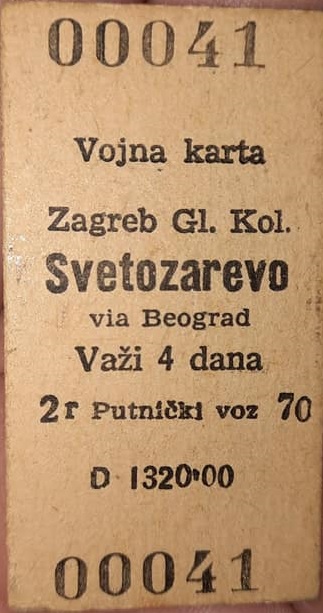 00041
Vojna karta
Zagreb Gl. Kol.
Svetozarevo
via Beograd
Važi 4 dana
2r Putnički voz 70
D 1320·00
00041